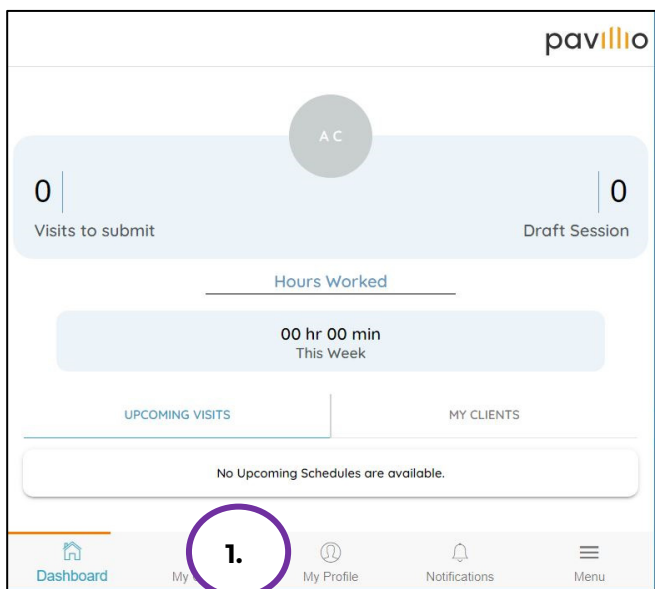 pavillio
A C
0
0
Visits to submit
Draft Session
Hours Worked
00 hr 00 min
This Week
UPCOMING VISITS
MY CLIENTS
No Upcoming Schedules are available.
1.
Dashboard
My
My Profile
Notifications
Menu